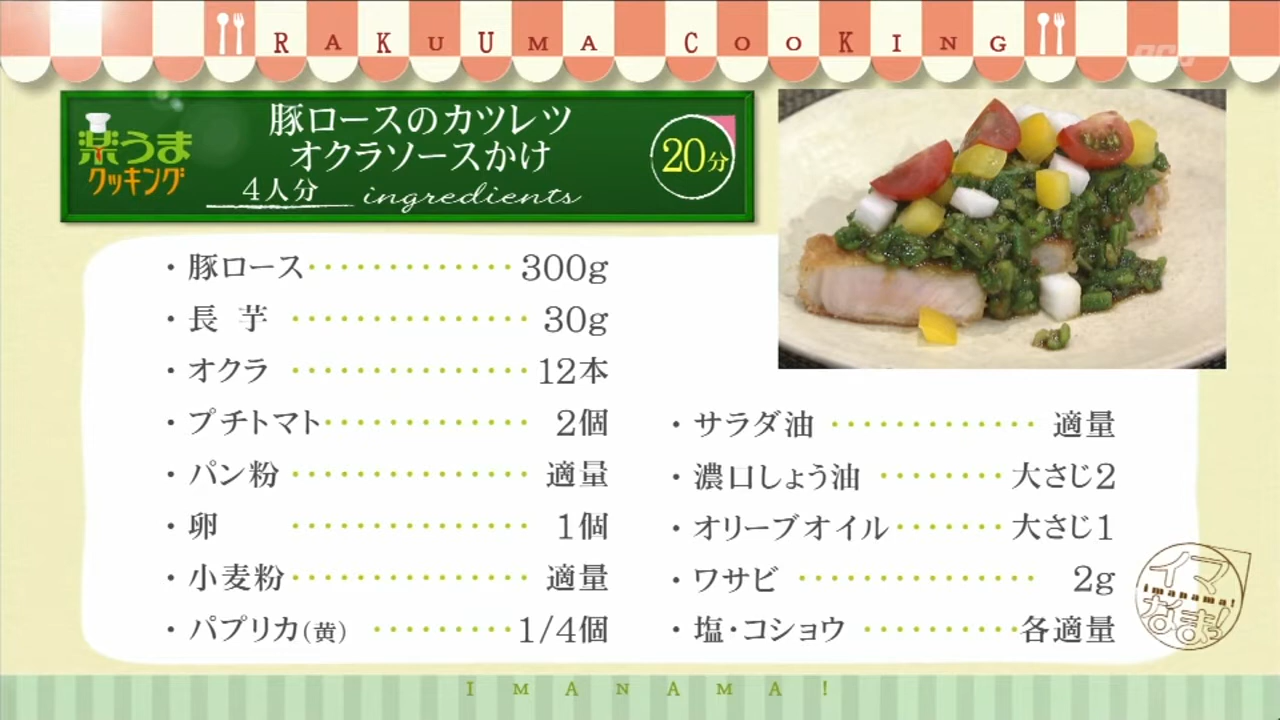 RAKUUMA COOKING
楽うま
クッキング
豚ロースのカツレツ
オクラソースかけ
4人分 ingredients
20分
・豚ロース・・・・・・・・・・・・・300g
・長 芋 ・・・・・・・・・・・・・・30g
・オクラ ・・・・・・・・・・・・・・12本
・プチトマト・・・・・・・・・・・・2個
・パン粉 ・・・・・・・・・・・・・・適量
・卵 ・・・・・・・・・・・・・・1個
・小麦粉・・・・・・・・・・・・・・適量
・パプリカ(黄) ・・・・・・・・・1/4個
・サラダ油 ・・・・・・・・・・・・・適量
・濃口しょう油 ・・・・・・・・大さじ2
・オリーブオイル・・・・・・・大さじ1
・ワサビ ・・・・・・・・・・・・・・・2g
・塩・コショウ ・・・・・・・・・・各適量
イマ
imanama!
なまっ!
IMANAMA!